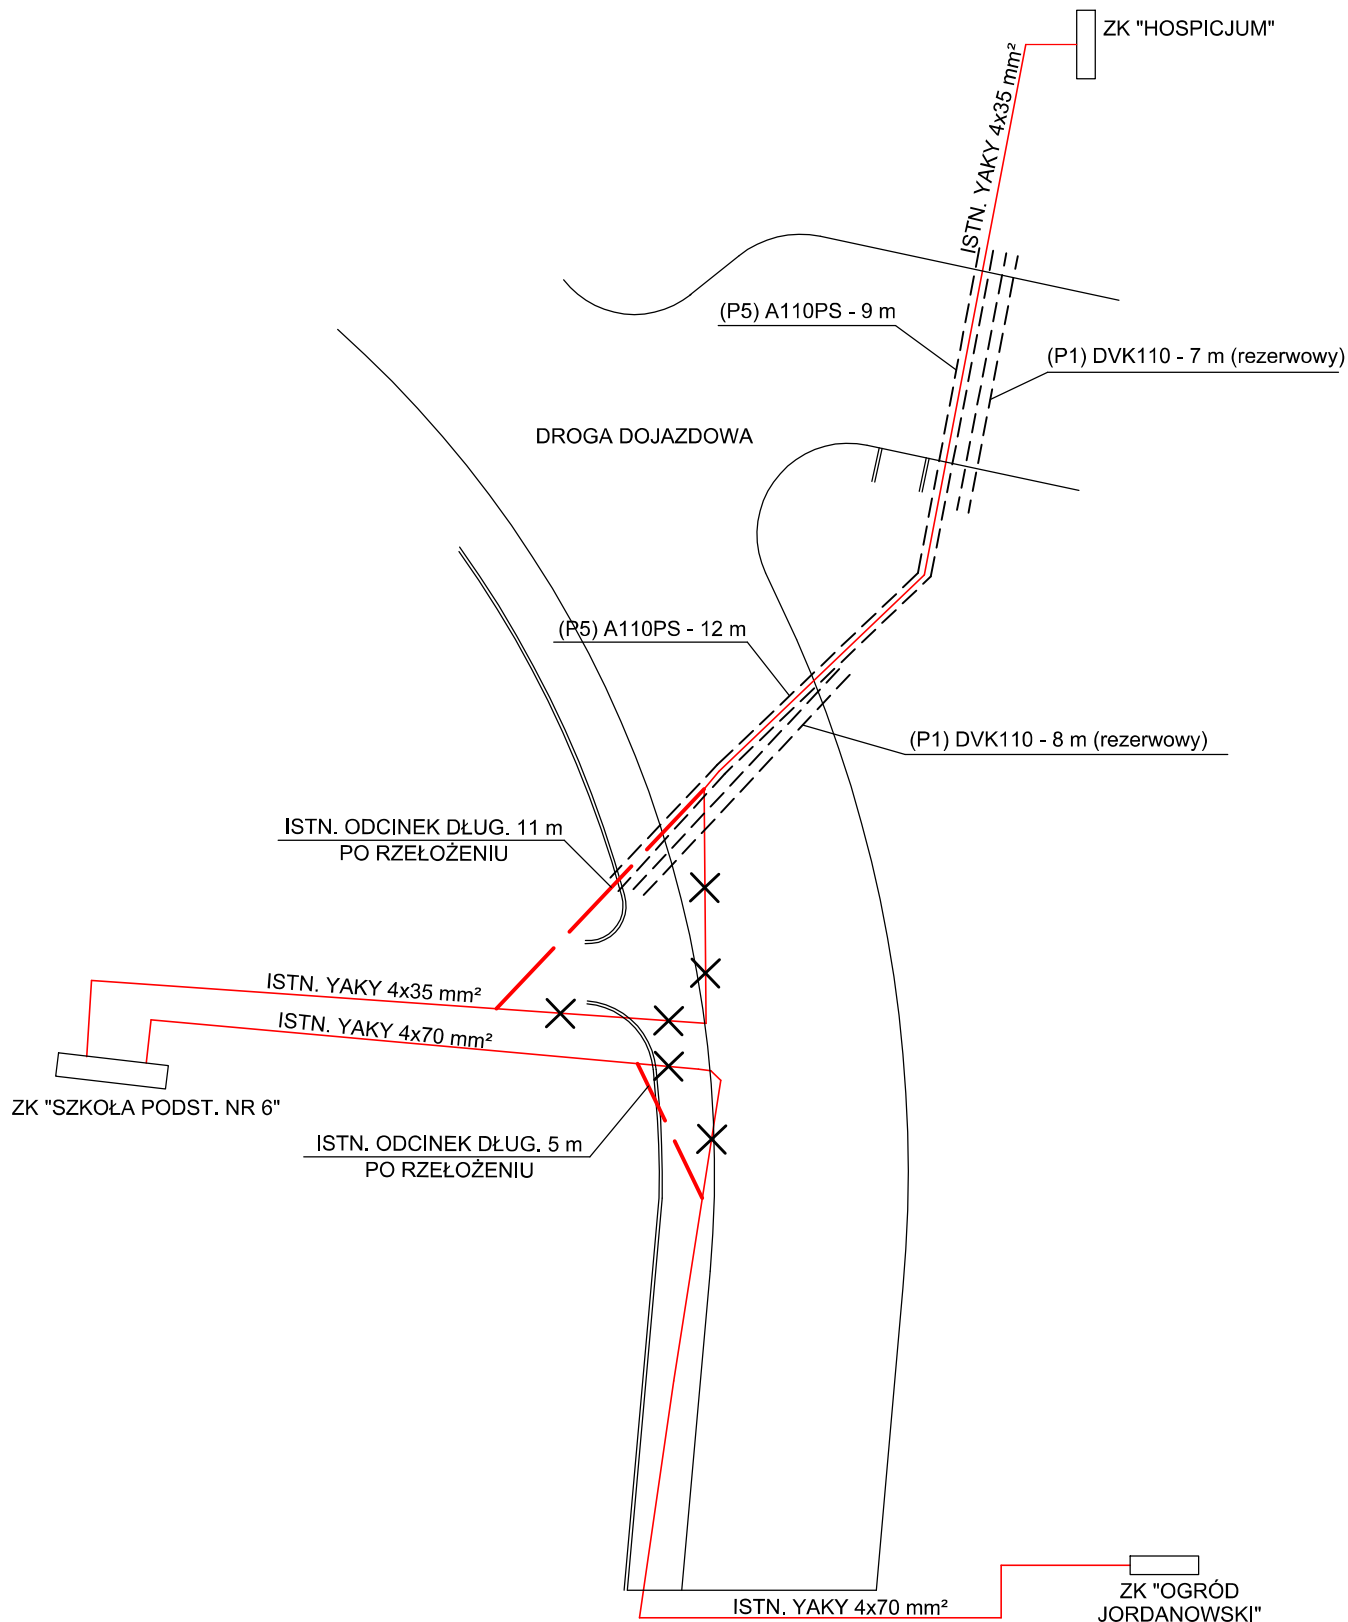 ZK "HOSPICJUM"
ISTN. YAKY 4x35 mm²
(P5) A110PS - 9 m
(P1) DVK110 - 7 m (rezerwowy)
DROGA DOJAZDOWA
(P5) A110PS - 12 m
(P1) DVK110 - 8 m (rezerwowy)
ISTN. ODCINEK DŁUG. 11 m
PO RZEŁOŻENIU
ISTN. YAKY 4x35 mm²
ISTN. YAKY 4x70 mm²
ZK "SZKOŁA PODST. NR 6"
ISTN. ODCINEK DŁUG. 5 m
PO RZEŁOŻENIU
ZK "OGRÓD
JORDANOWSKI"
ISTN. YAKY 4x70 mm²